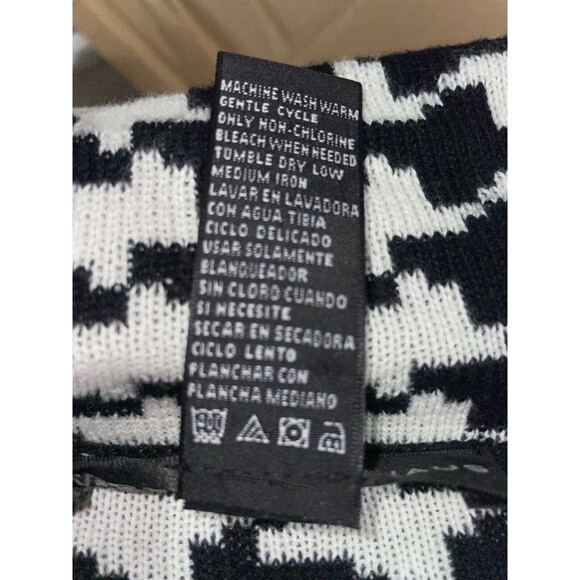 MACHINE WASH WARM
GENTLE CYCLE
ONLY NON-CHLORINE
BLEACH WHEN NEEDED
TUMBLE DRY LOW
MEDIUM IRON
LAVAR EN LAVADORA
CON AGUA TIBIA
CICLO DELICADO
USAR SOLAMENTE
BLANQUEADOR
SIN CLORO CUANDO
SI NECESITE
SECAR EN SECADORA
CICLO LENTO
PLANCHAR CON
PLANCHA MEDIANO